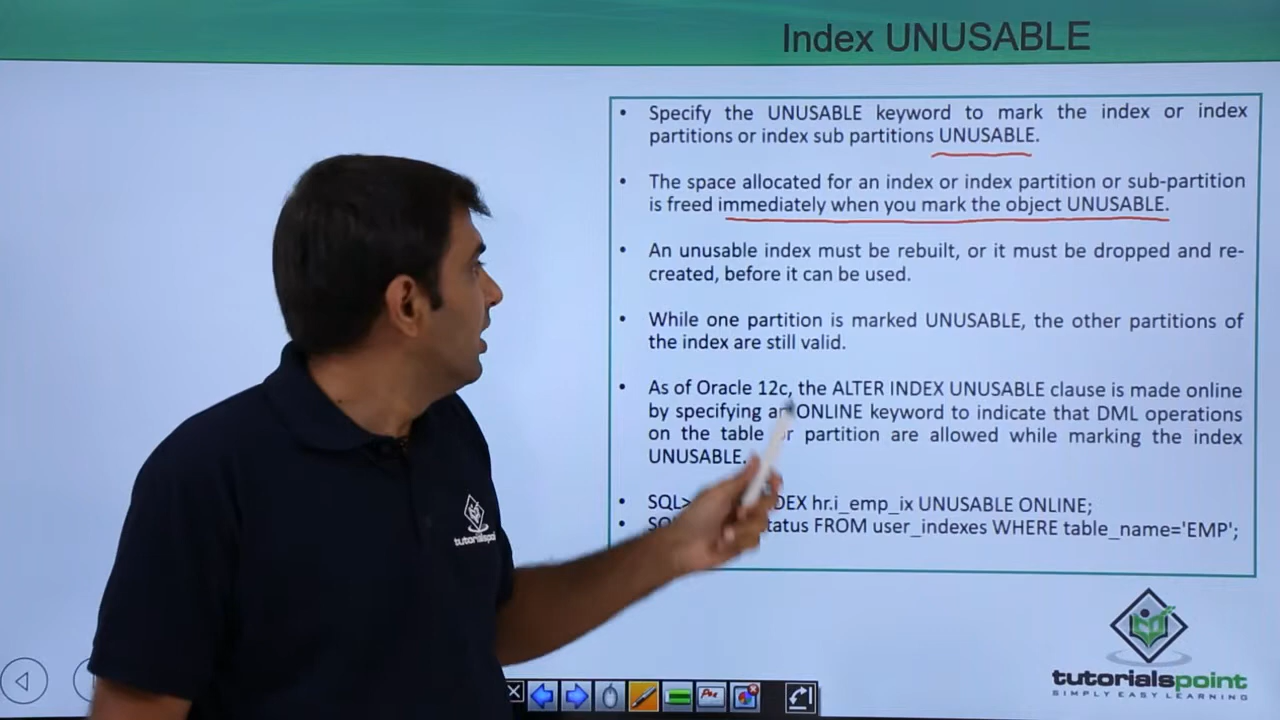 Index UNUSABLE
• Specify the UNUSABLE keyword to mark the index or index
partitions or index sub partitions UNUSABLE.
• The space allocated for an index or index partition or sub-partition
is freed immediately when you mark the object UNUSABLE.
• An unusable index must be rebuilt, or it must be dropped and re-
created, before it can be used.
• While one partition is marked UNUSABLE, the other partitions of
the index are still valid.
• As of Oracle 12c, the ALTER INDEX UNUSABLE clause is made online
by specifying an ONLINE keyword to indicate that DML operations
on the table or partition are allowed while marking the index
UNUSABLE.
• SQL> DEX hr.i_emp_ix UNUSABLE ONLINE;
• tatus FROM user_indexes WHERE table_name='EMP';
tutorialspoint
tutorialspoint
SIMPLY EASY LEARNING